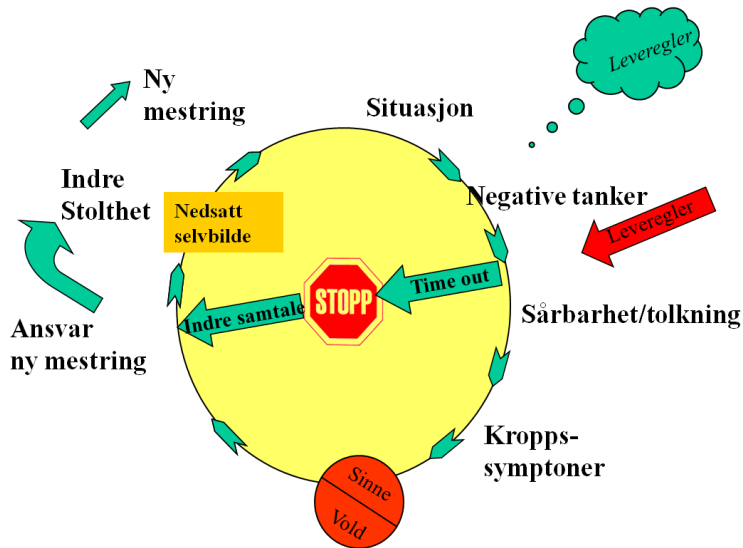 Leveregler
Ny
mestring
Situasjon
Indre
Stolthet
Nedsatt
selvbilde
Negative tanker
Leveregler
Time out
STOPP
Indre samtale
Sårbarhet/tolkning
Ansvar
ny mestring
Kropps-
symptoner
Sinne
Vold